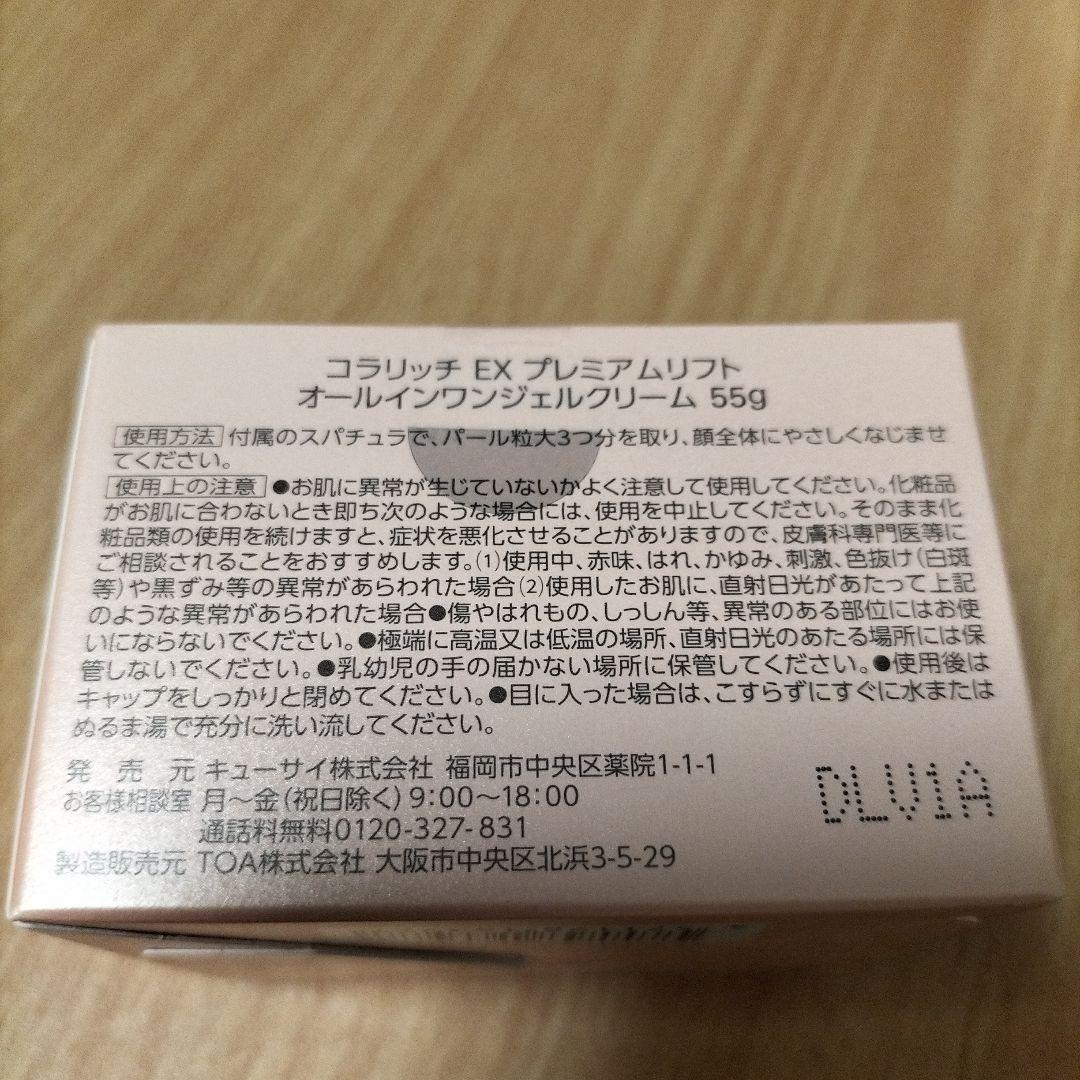 コラリッチ EX プレミアムリフト
オールインワンジェルクリーム 55g
使用方法 付属のスパチュラで、パール粒大3つ分を取り、顔全体にやさしくなじませ
てください。
使用上の注意 ●お肌に異常が生じていないかよく注意して使用してください。化粧品
がお肌に合わないとき即ち次のような場合には、使用を中止してください。そのまま化
粧品類の使用を続けますと、症状を悪化させることがありますので、皮膚科専門医等に
ご相談されることをおすすめします。(1)使用中、赤味、はれ、かゆみ、刺激、色抜け(白斑
等)や黒ずみ等の異常があらわれた場合(2)使用したお肌に、直射日光があたって上記
のような異常があらわれた場合●傷やはれもの、しっしん等、異常のある部位にはお使
いにならないでください。●極端に高温又は低温の場所、直射日光のあたる場所には保
管しないでください。●乳幼児の手の届かない場所に保管してください。●使用後は
キャップをしっかりと閉めてください。●目に入った場合は、こすらずにすぐに水または
ぬるま湯で充分に洗い流してください。
発売元 キューサイ株式会社 福岡市中央区薬院1-1-1
お客様相談室 月～金(祝日除く)9:00～18:00
通話料無料0120-327-831
製造販売元 TOA株式会社 大阪市中央区北浜3-5-29
DLV1A